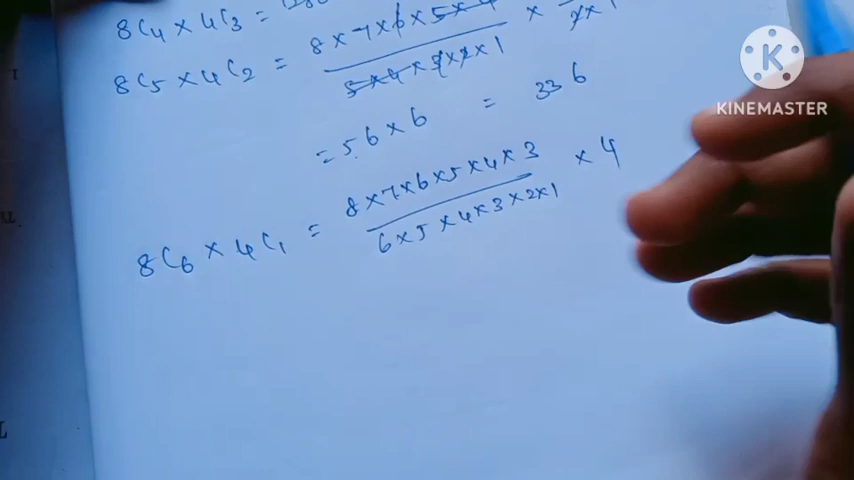 8C4 × 4C3 =
8C5 × 4C2 = 8×7×6×5×4 / 5×4×3×2×1 ×
= 56×6 = 336
8C6 × 4C1 = 8×7×6×5×4×3 / 6×5×4×3×2×1 × 4
K
KINEMASTER